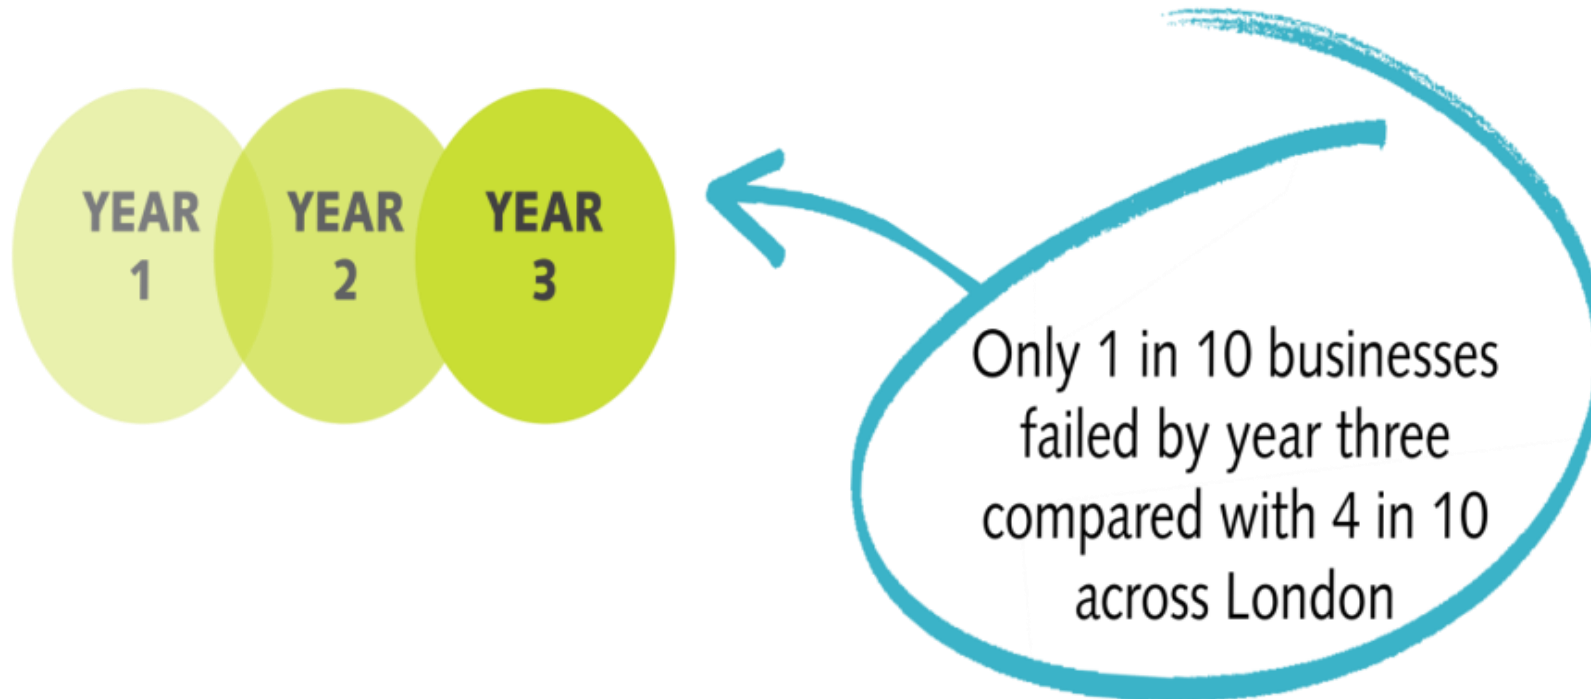 YEAR
1
YEAR
2
YEAR
3
Only 1 in 10 businesses
failed by year three
compared with 4 in 10
across London